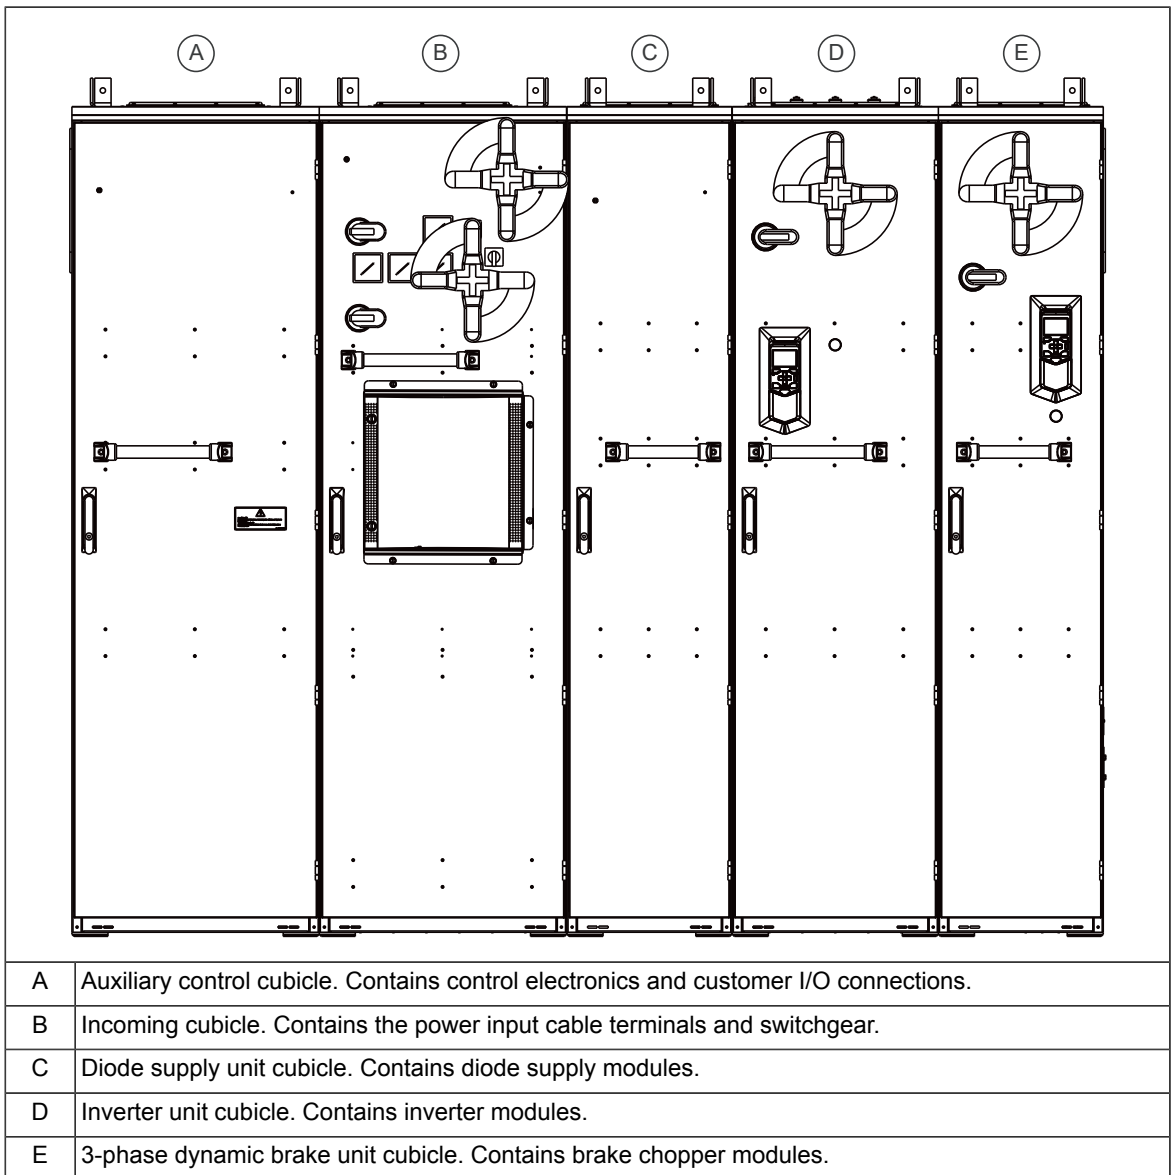 A B C D E
A Auxiliary control cubicle. Contains control electronics and customer I/O connections.
B Incoming cubicle. Contains the power input cable terminals and switchgear.
C Diode supply unit cubicle. Contains diode supply modules.
D Inverter unit cubicle. Contains inverter modules.
E 3-phase dynamic brake unit cubicle. Contains brake chopper modules.